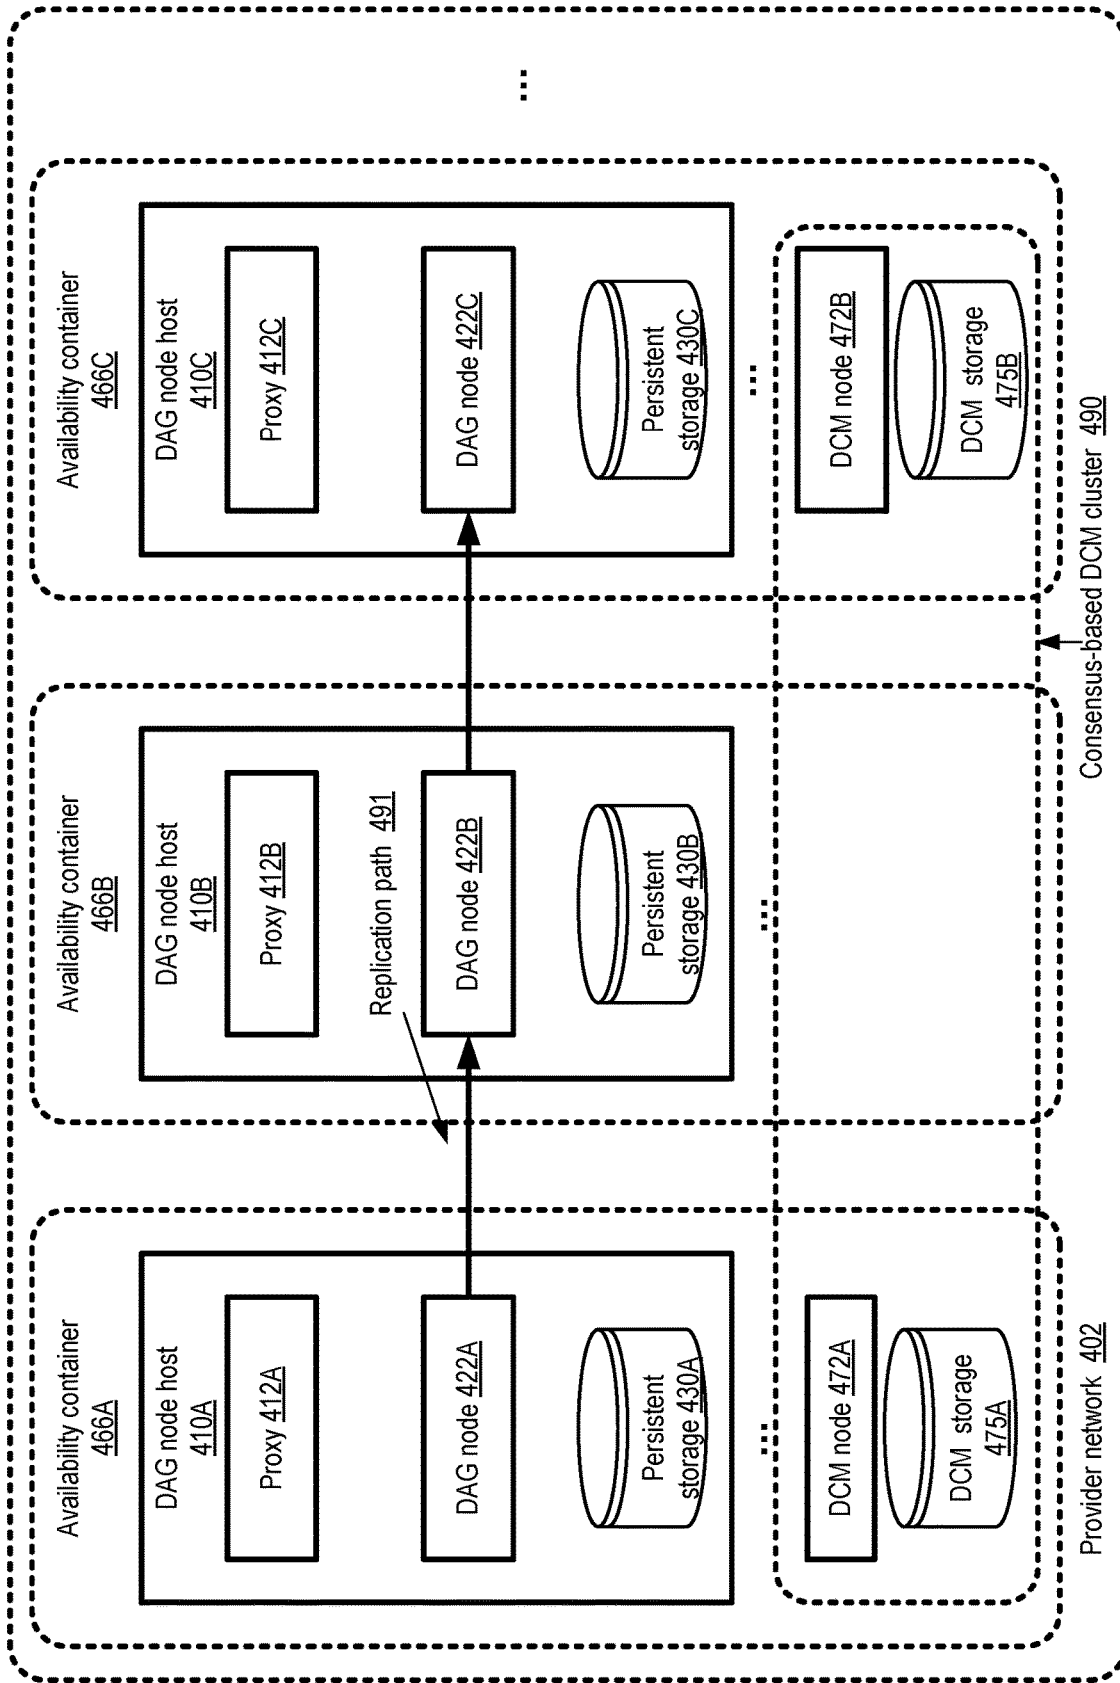 Availability container
466A
DAG node host
410A
Proxy 412A
DAG node 422A
Persistent
storage 430A
...
DCM node 472A
DCM storage
475A
Availability container
466B
DAG node host
410B
Proxy 412B
Replication path 491
DAG node 422B
Persistent
storage 430B
...
Availability container
466C
DAG node host
410C
Proxy 412C
DAG node 422C
Persistent
storage 430C
...
DCM node 472B
DCM storage
475B
...
Provider network 402
Consensus-based DCM cluster 490